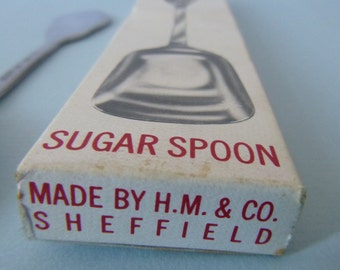 SUGAR SPOON
MADE BY H.M. & CO.
SHEFFIELD